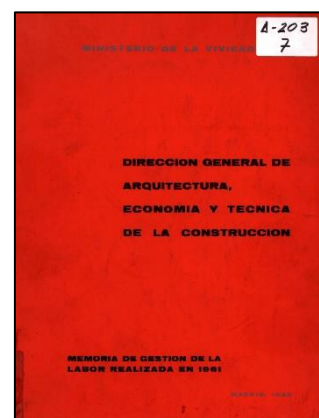 MINISTERIO DE LA
A-203
7
DIRECCION GENERAL DE
ARQUITECTURA,
ECONOMIA Y TECNICA
DE LA CONSTRUCCION
MEMORIA DE GESTION DE LA
LABOR REALIZADA EN 1961
MADRID,